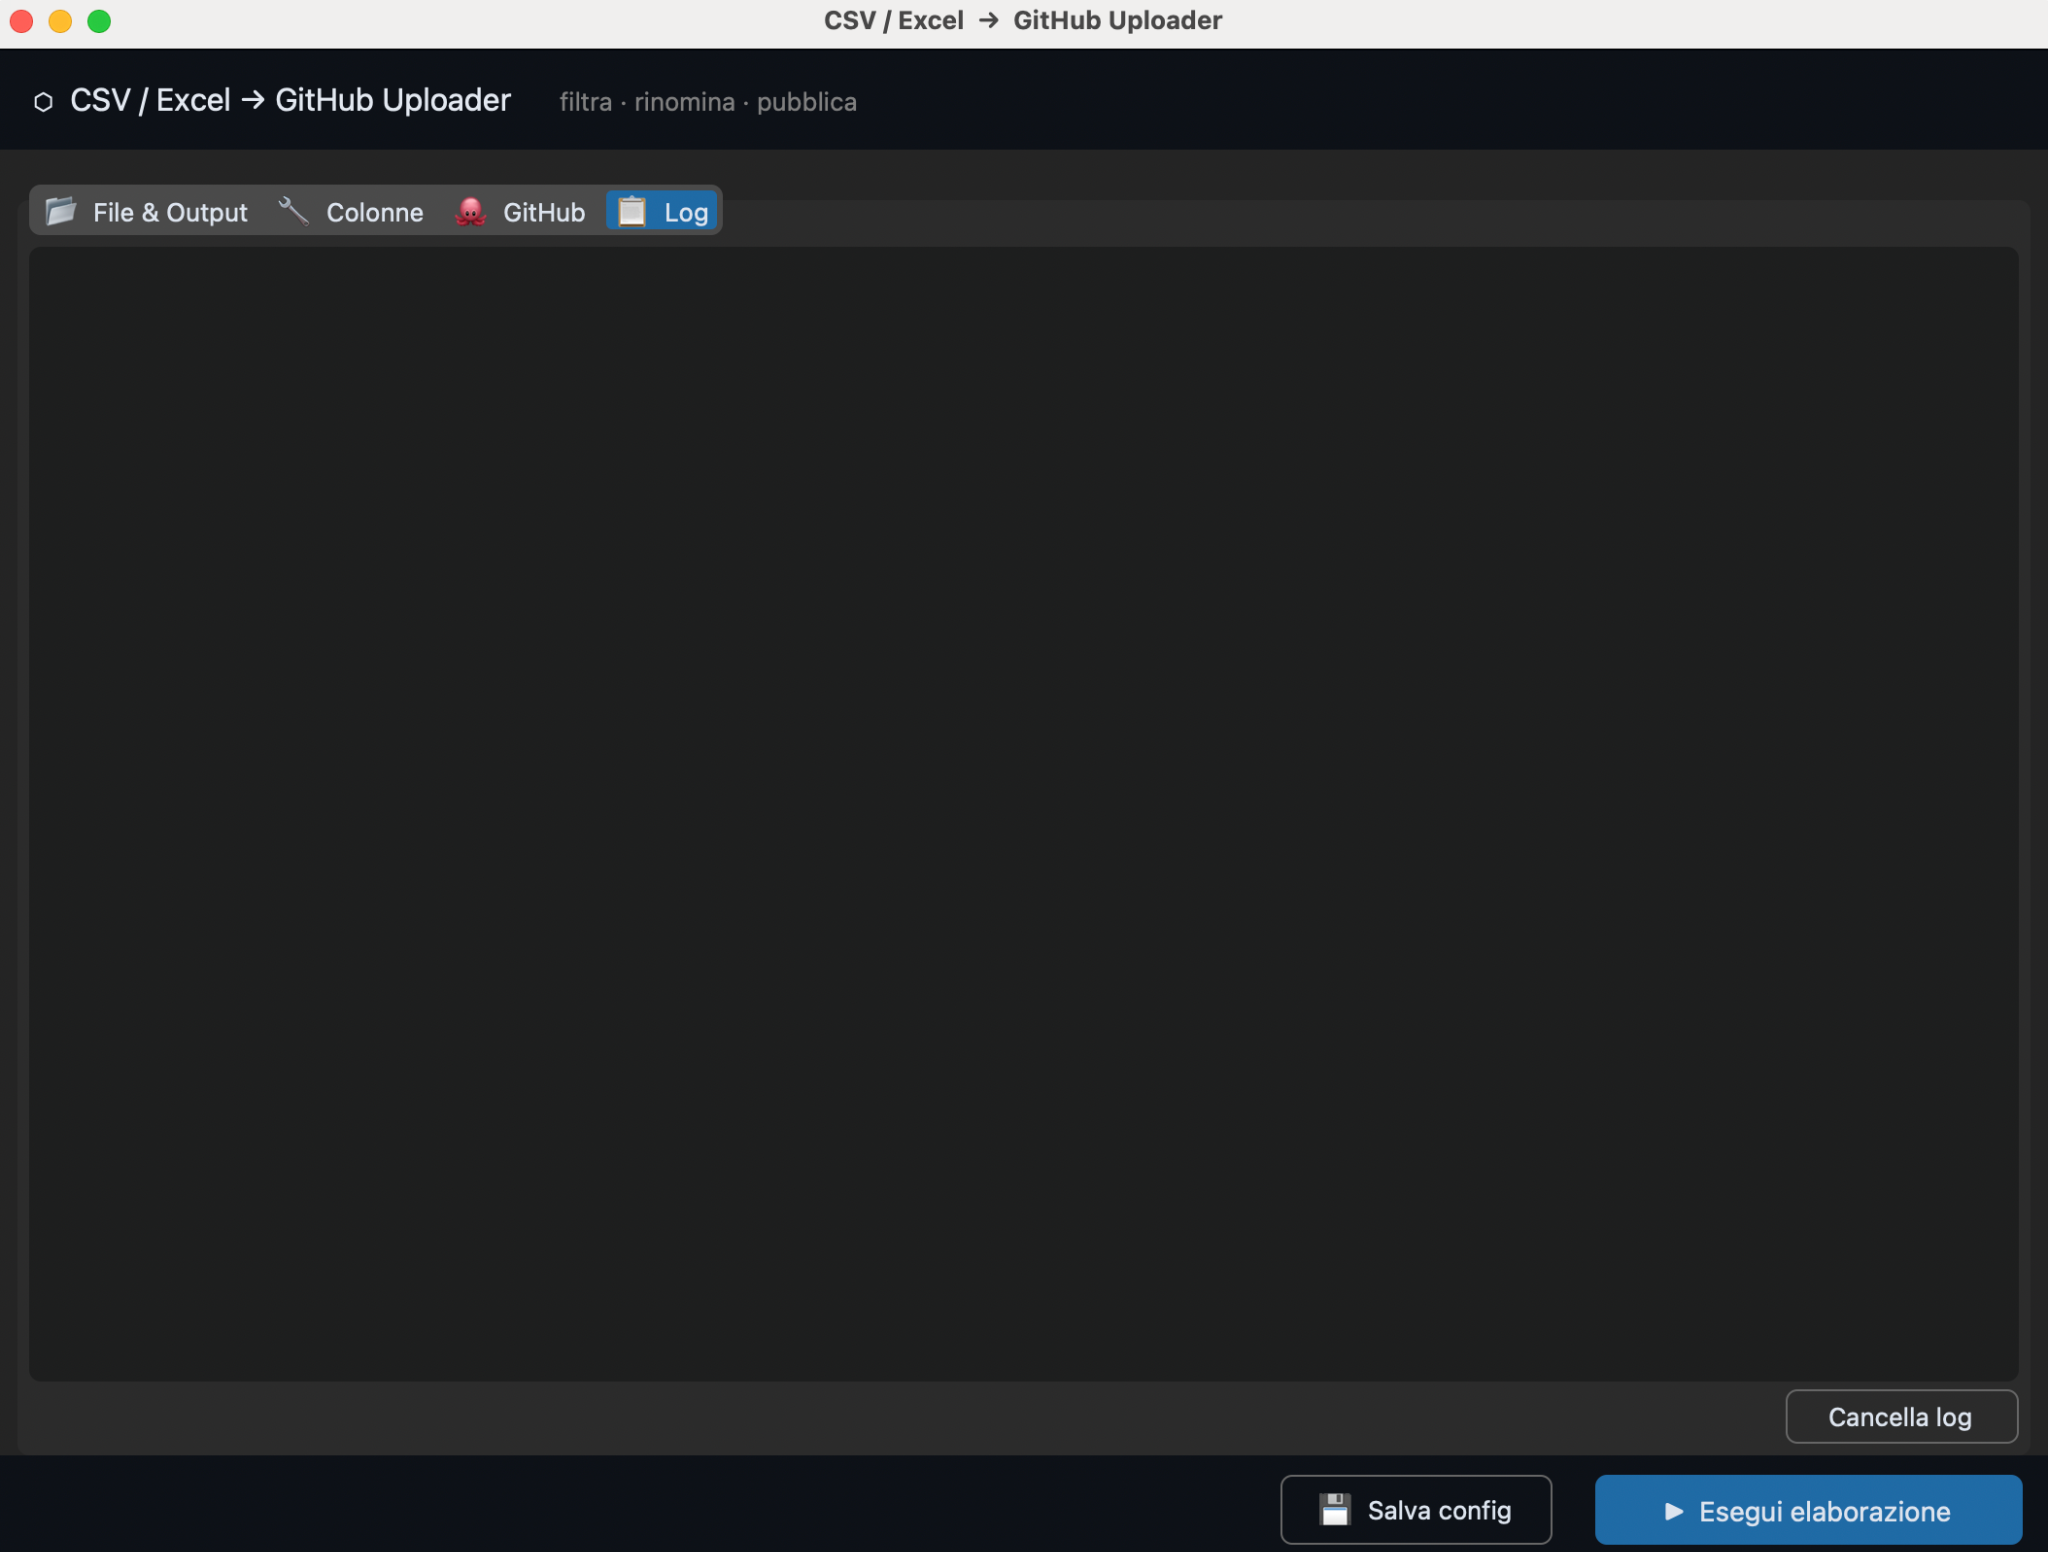 CSV / Excel → GitHub Uploader
CSV / Excel → GitHub Uploader filtra · rinomina · pubblica
File & Output Colonne GitHub Log
Cancella log
Salva config ▶ Esegui elaborazione